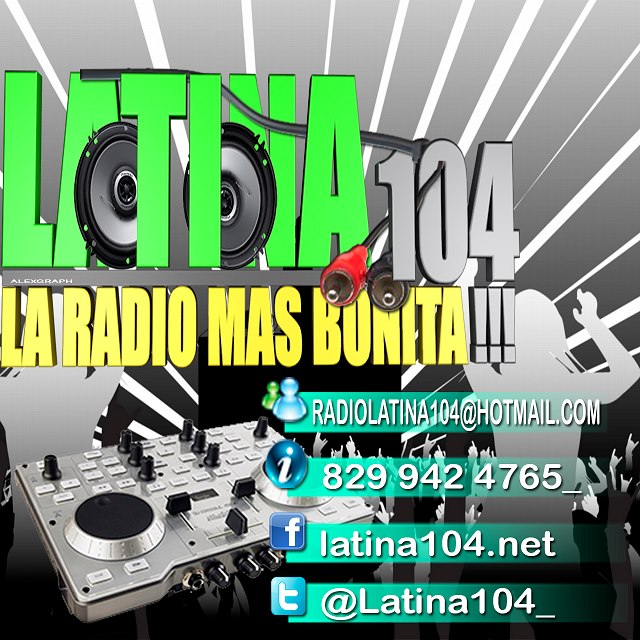 LATINA 104
ALEXGRAPH
LA RADIO MAS BONITA !!!
RADIOLATINA104@HOTMAIL.COM
829 942 4765_
latina104.net
@Latina104_